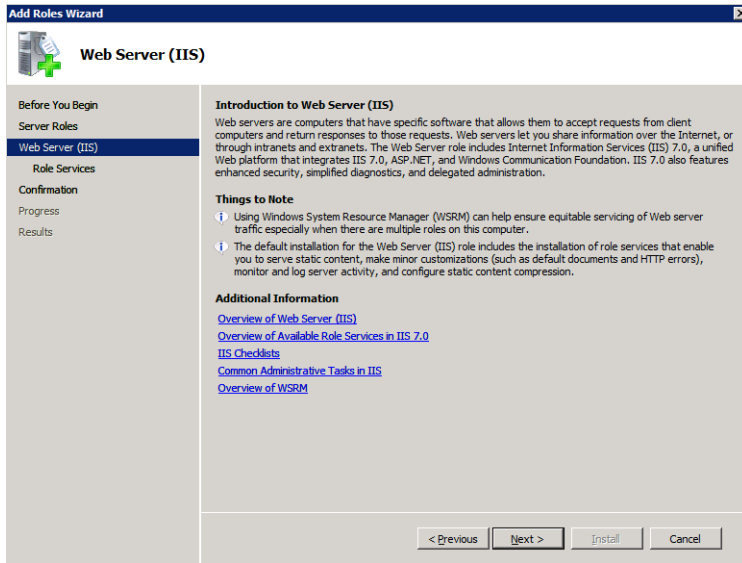 Add Roles Wizard
Web Server (IIS)
Before You Begin
Server Roles
Web Server (IIS)
Role Services
Confirmation
Progress
Results
Introduction to Web Server (IIS)
Web servers are computers that have specific software that allows them to accept requests from client
computers and return responses to those requests. Web servers let you share information over the Internet, or
through intranets and extranets. The Web Server role includes Internet Information Services (IIS) 7.0, a unified
Web platform that integrates IIS 7.0, ASP.NET, and Windows Communication Foundation. IIS 7.0 also features
enhanced security, simplified diagnostics, and delegated administration.
Things to Note
Using Windows System Resource Manager (WSRM) can help ensure equitable servicing of Web server
traffic especially when there are multiple roles on this computer.
The default installation for the Web Server (IIS) role includes the installation of role services that enable
you to serve static content, make minor customizations (such as default documents and HTTP errors),
monitor and log server activity, and configure static content compression.
Additional Information
Overview of Web Server (IIS)
Overview of Available Role Services in IIS 7.0
IIS Checklists
Common Administrative Tasks in IIS
Overview of WSRM
< Previous
Next >
Install
Cancel